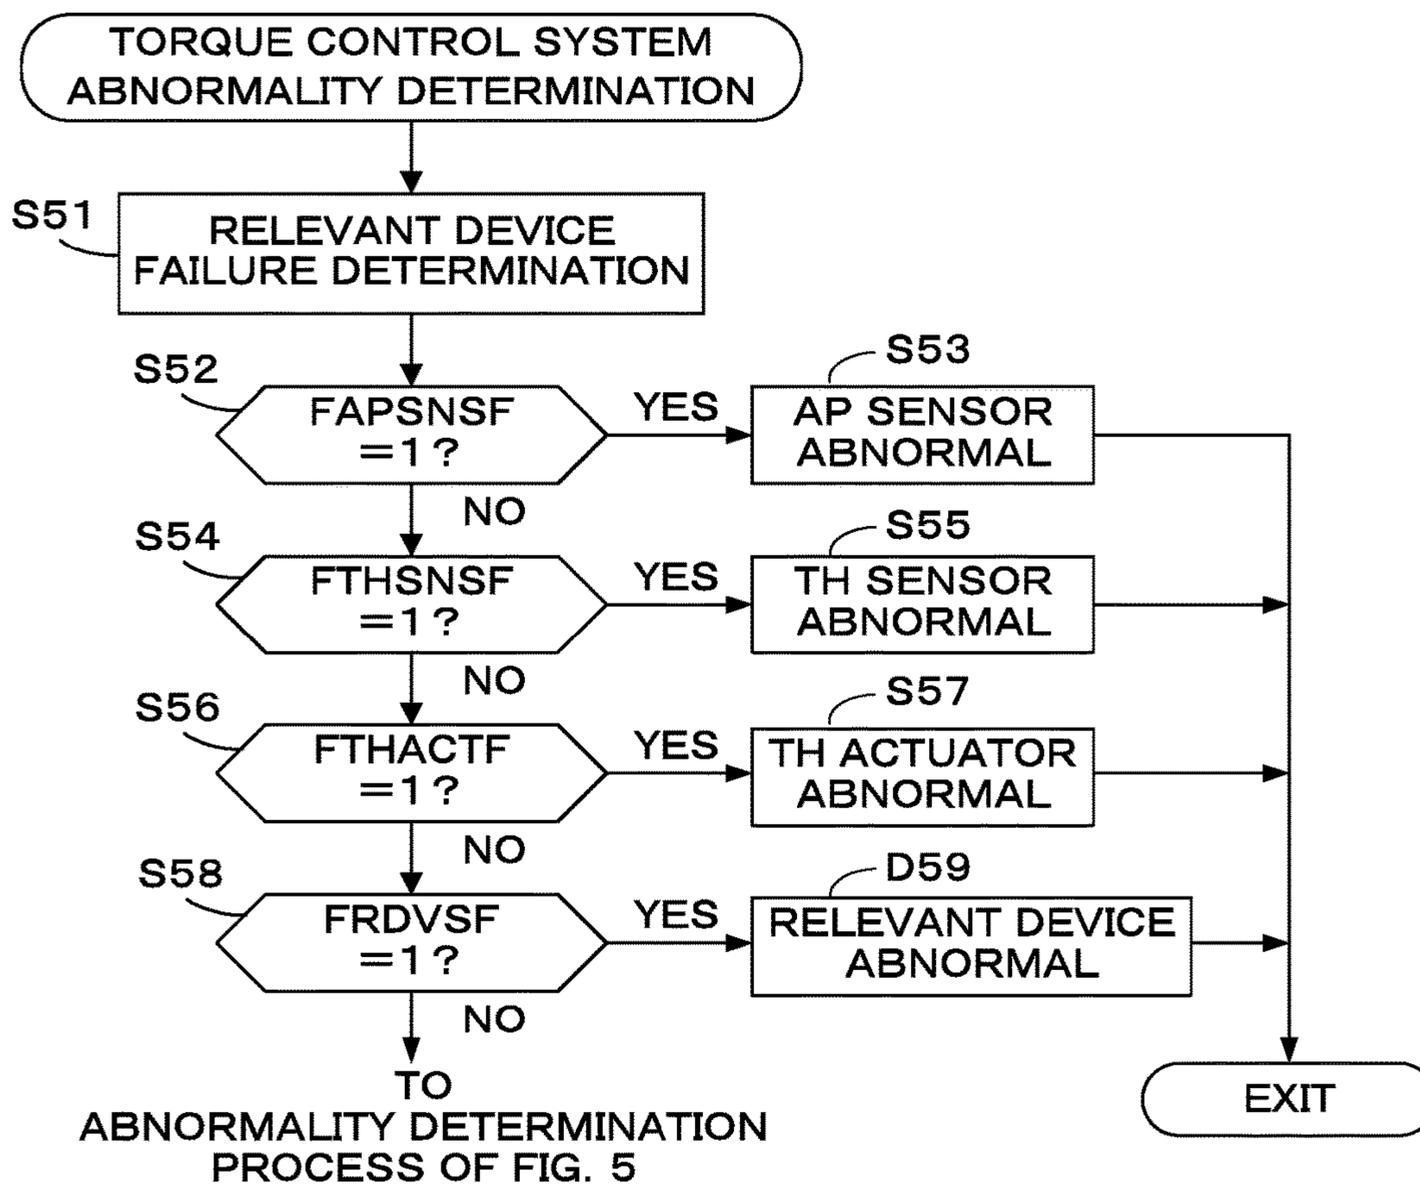 TORQUE CONTROL SYSTEM
ABNORMALITY DETERMINATION
S51
RELEVANT DEVICE
FAILURE DETERMINATION
S52
FAPSNSF
=1?
YES
S53
AP SENSOR
ABNORMAL
NO
S54
FTHSNSF
=1?
YES
S55
TH SENSOR
ABNORMAL
NO
S56
FTHACTF
=1?
YES
S57
TH ACTUATOR
ABNORMAL
NO
S58
FRDVSF
=1?
YES
D59
RELEVANT DEVICE
ABNORMAL
NO
TO
ABNORMALITY DETERMINATION
PROCESS OF FIG. 5
EXIT